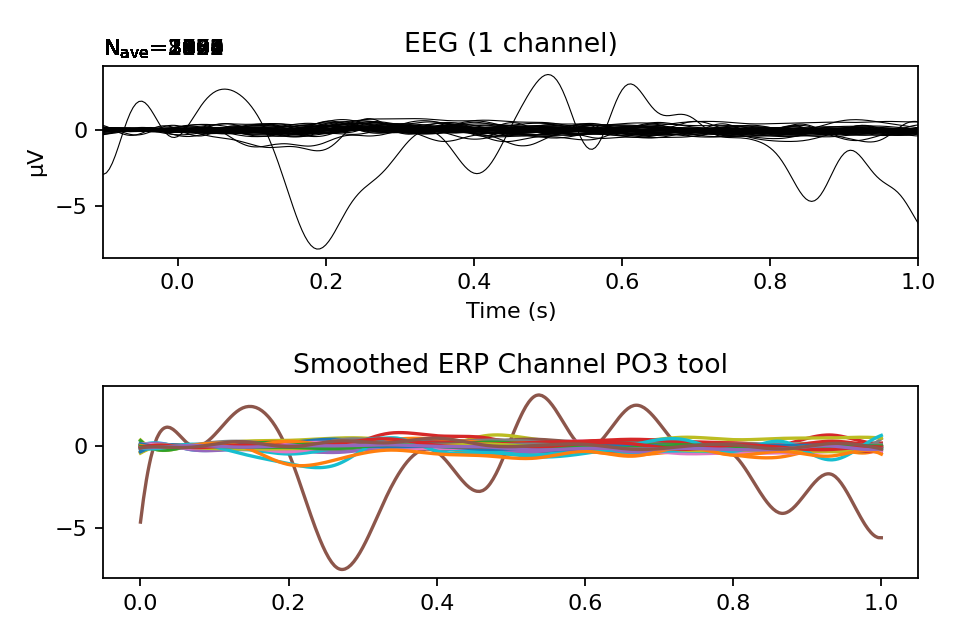 N_ave=
EEG (1 channel)
0
−5
µV
0.0 0.2 0.4 0.6 0.8 1.0
Time (s)
Smoothed ERP Channel PO3 tool
0
−5
0.0 0.2 0.4 0.6 0.8 1.0